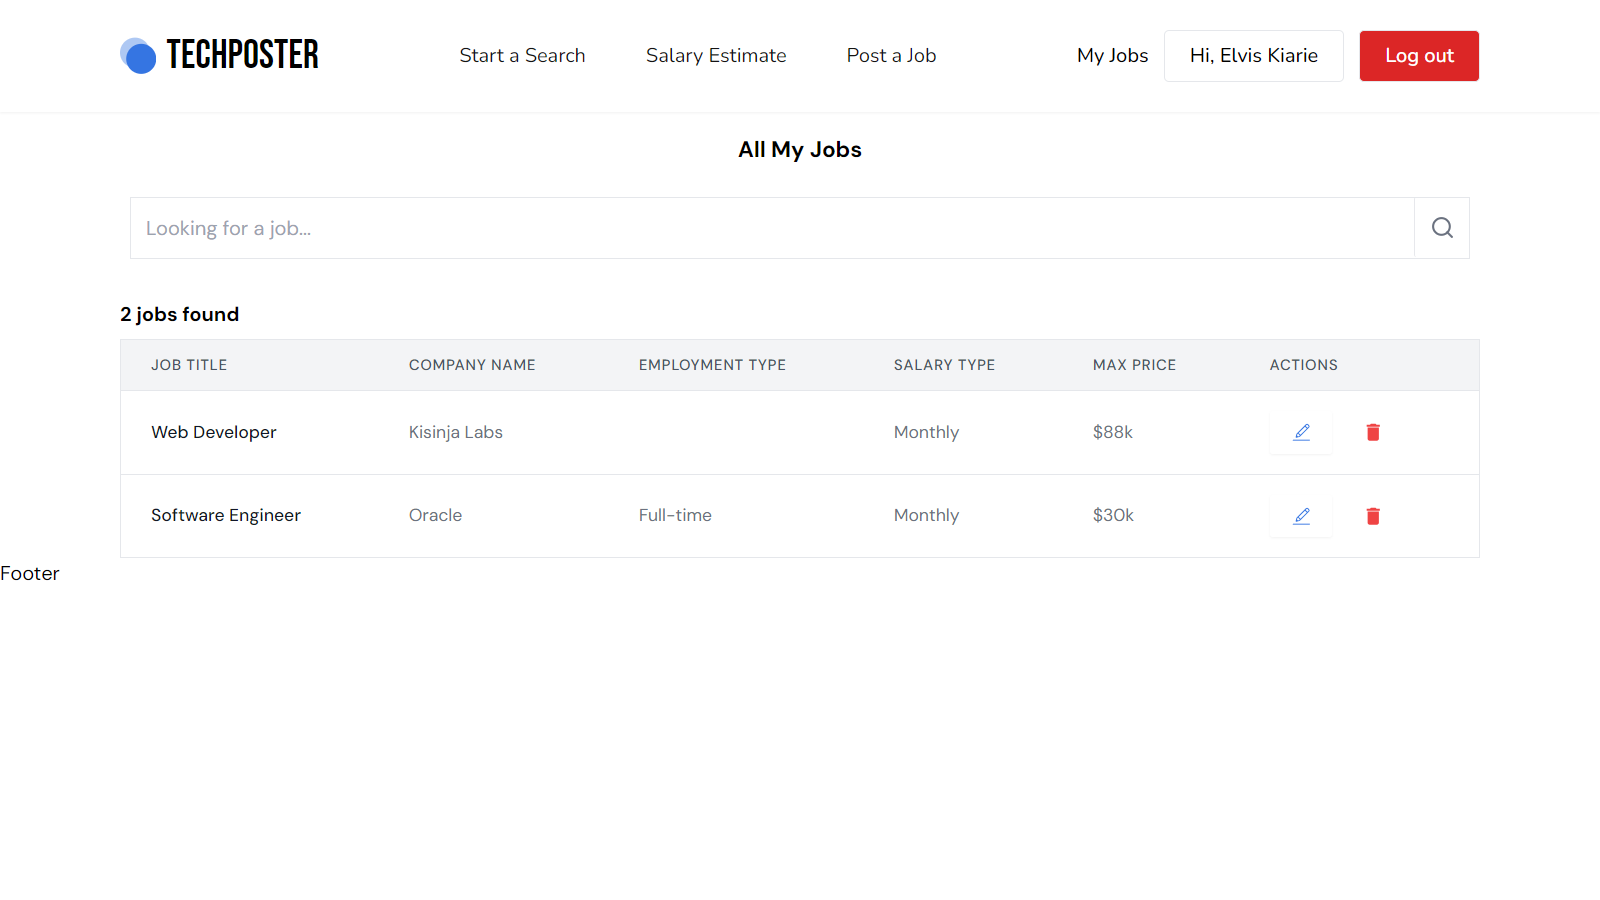 TECHPOSTER Start a Search Salary Estimate Post a Job My Jobs Hi, Elvis Kiarie Log out
All My Jobs
Looking for a job...
2 jobs found
JOB TITLE COMPANY NAME EMPLOYMENT TYPE SALARY TYPE MAX PRICE ACTIONS
Web Developer Kisinja Labs Monthly $88k
Software Engineer Oracle Full-time Monthly $30k
Footer